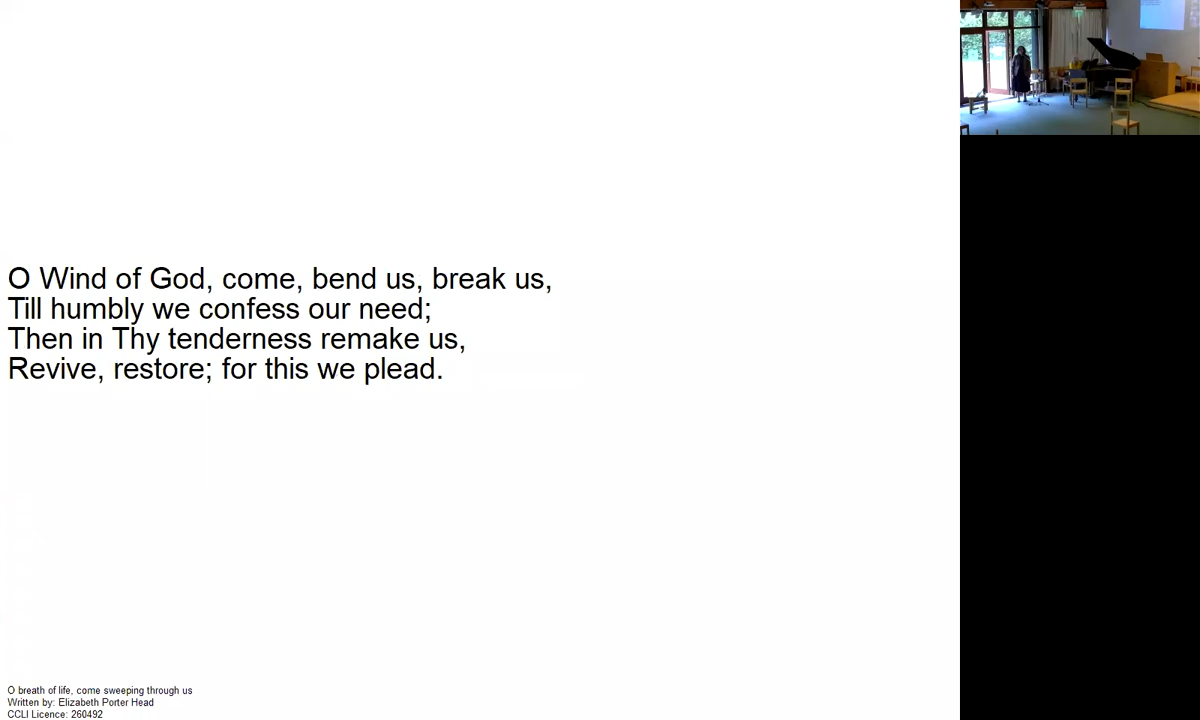 O Wind of God, come, bend us, break us,
Till humbly we confess our need;
Then in Thy tenderness remake us,
Revive, restore; for this we plead.
O breath of life, come sweeping through us
Written by: Elizabeth Porter Head
CCLI Licence: 260492